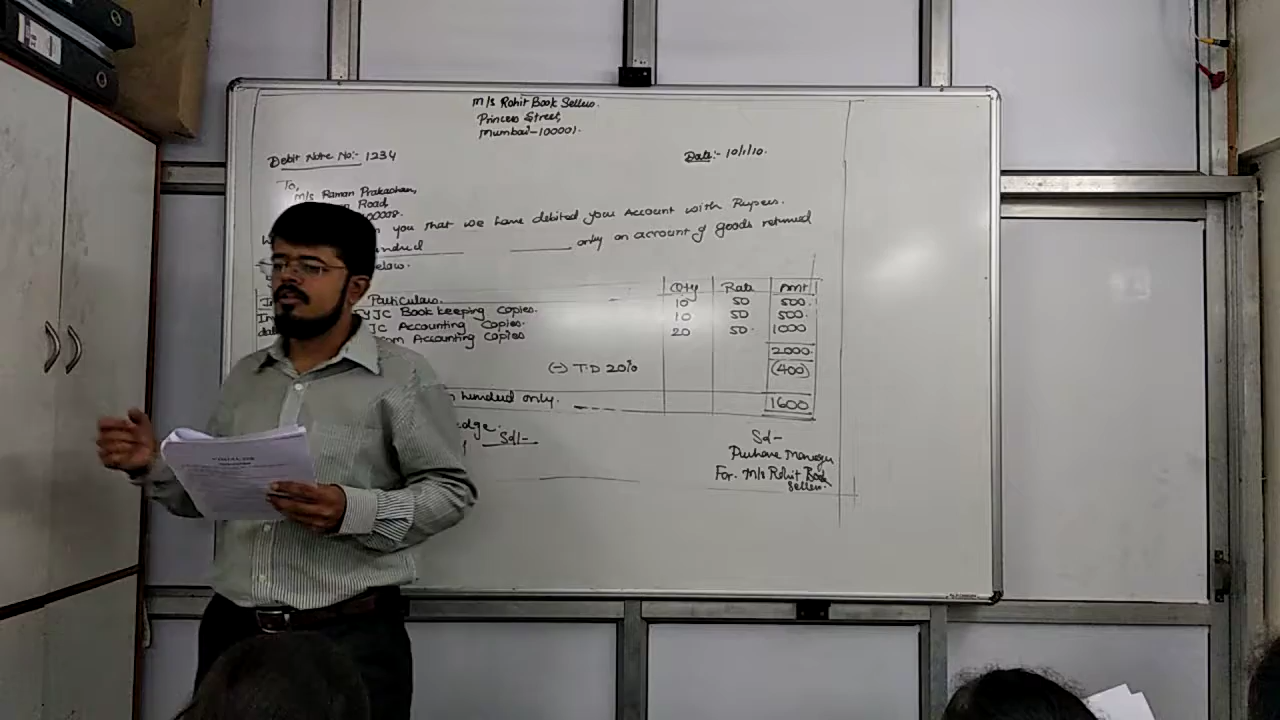 M/s Rohit Book Sellers.
Princess Street,
Mumbai-100001.
Debit Note No:- 1234
Date:- 10/1/10.
To,
M/s Raman Prakashan,
Road,
you that we have debited your Account with Rupees.
only on account of goods returned
below.
Particulars. Qty Rate Amt
FYJC Book keeping Copies. 10 50 500.
JC Accounting Copies. 10 50 500.
Com Accounting Copies 20 50. 1000
2000
(-) T.D 20% (400)
hundred only. 1600
Sd/-
Sd-
Purchase Manager
For. M/s Rohit Book
Sellers.